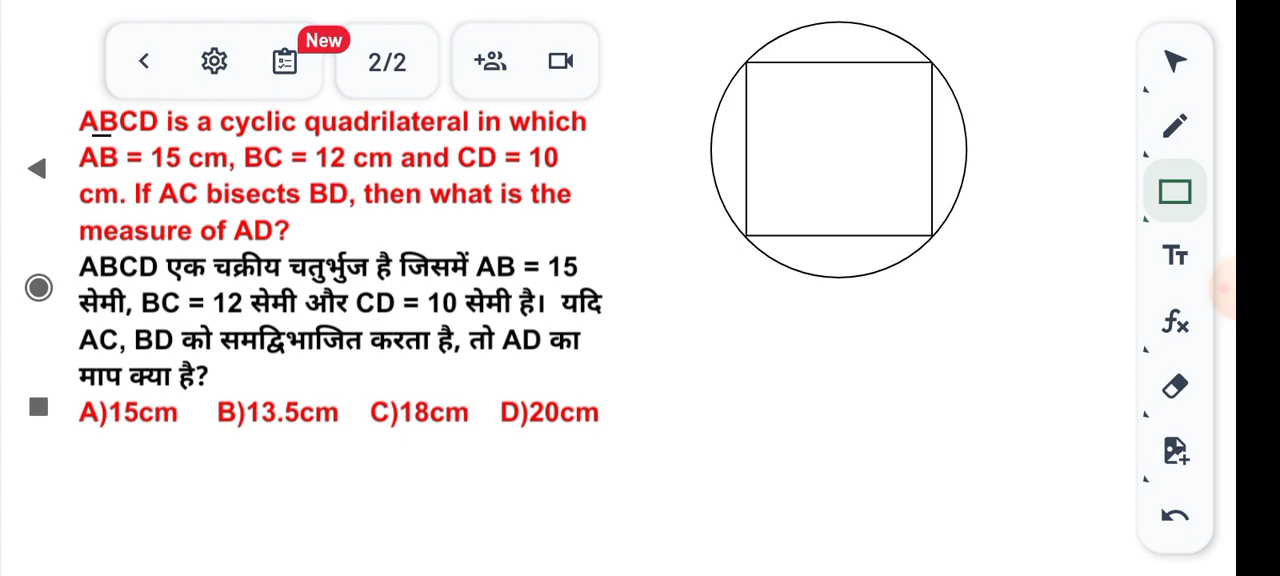 New
2/2
ABCD is a cyclic quadrilateral in which
AB = 15 cm, BC = 12 cm and CD = 10
cm. If AC bisects BD, then what is the
measure of AD?
ABCD एक चक्रीय चतुर्भुज है जिसमें AB = 15
सेमी, BC = 12 सेमी और CD = 10 सेमी है। यदि
AC, BD को समद्विभाजित करता है, तो AD का
माप क्या है?
A)15cm B)13.5cm C)18cm D)20cm
TT
fx